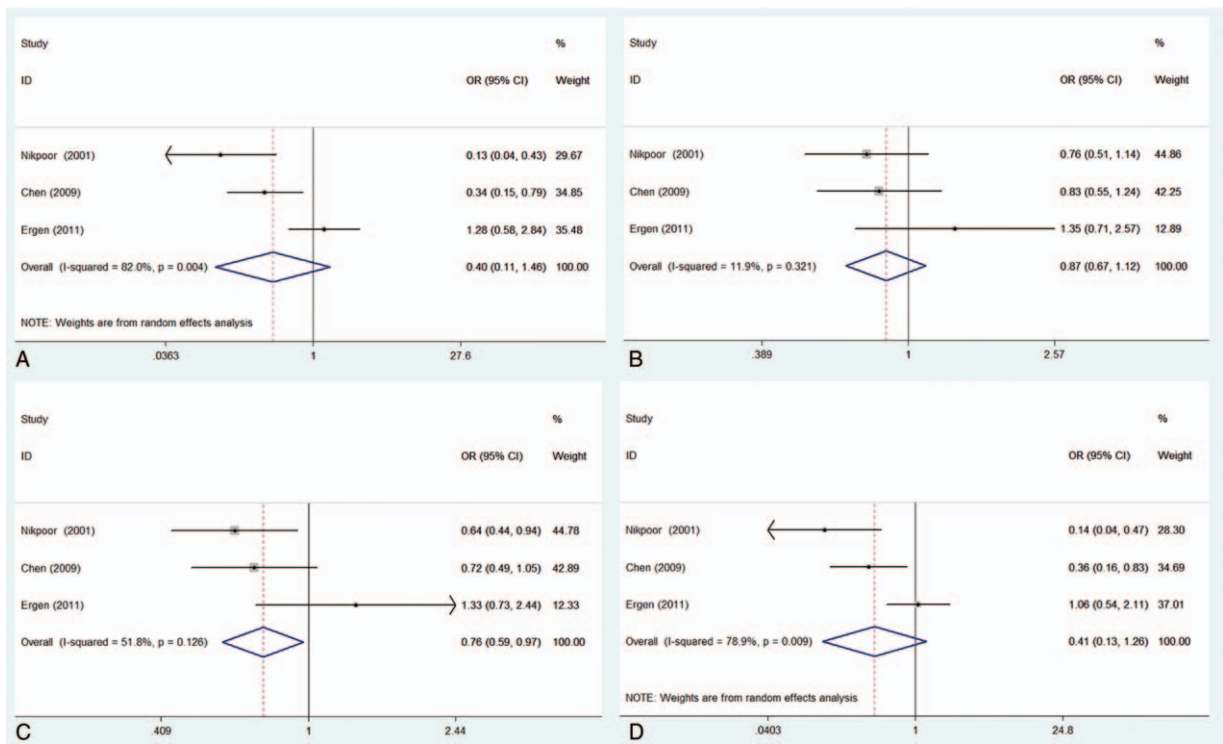 Study %
ID OR (95% CI) Weight
Nikpoor (2001) 0.13 (0.04, 0.43) 29.67
Chen (2009) 0.34 (0.15, 0.79) 34.85
Ergen (2011) 1.28 (0.58, 2.84) 35.48
Overall (I-squared = 82.0%, p = 0.004) 0.40 (0.11, 1.46) 100.00
NOTE: Weights are from random effects analysis
.0363 1 27.6
A
Study %
ID OR (95% CI) Weight
Nikpoor (2001) 0.76 (0.51, 1.14) 44.86
Chen (2009) 0.83 (0.55, 1.24) 42.25
Ergen (2011) 1.35 (0.71, 2.57) 12.89
Overall (I-squared = 11.9%, p = 0.321) 0.87 (0.67, 1.12) 100.00
.389 1 2.57
B
Study %
ID OR (95% CI) Weight
Nikpoor (2001) 0.64 (0.44, 0.94) 44.78
Chen (2009) 0.72 (0.49, 1.05) 42.89
Ergen (2011) 1.33 (0.73, 2.44) 12.33
Overall (I-squared = 51.8%, p = 0.126) 0.76 (0.59, 0.97) 100.00
.409 1 2.44
C
Study %
ID OR (95% CI) Weight
Nikpoor (2001) 0.14 (0.04, 0.47) 28.30
Chen (2009) 0.36 (0.16, 0.83) 34.69
Ergen (2011) 1.06 (0.54, 2.11) 37.01
Overall (I-squared = 78.9%, p = 0.009) 0.41 (0.13, 1.26) 100.00
NOTE: Weights are from random effects analysis
.0403 1 24.8
D